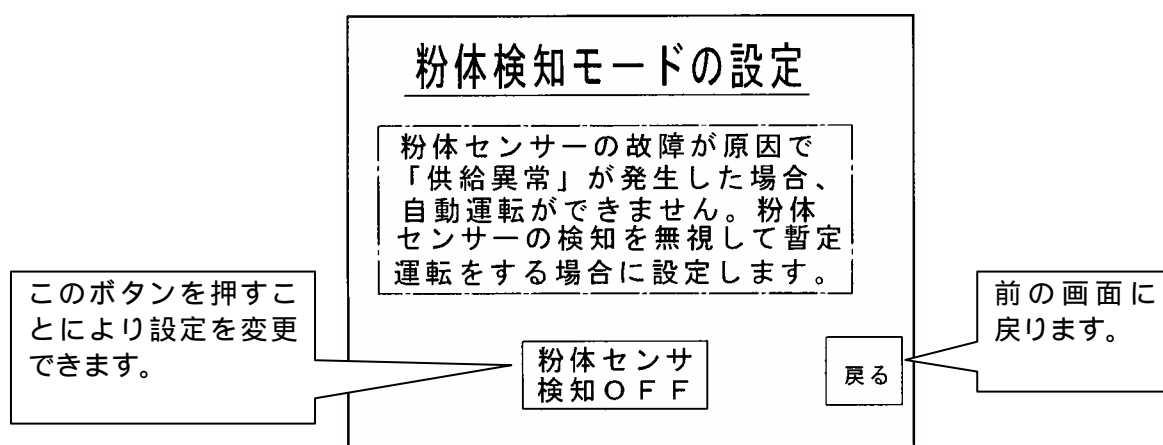 粉体検知モードの設定
粉体センサーの故障が原因で
「供給異常」が発生した場合、
自動運転ができません。粉体
センサーの検知を無視して暫定
運転をする場合に設定します。
このボタンを押すこ
とにより設定を変更
できます。
粉体センサ
検知OFF
戻る
前の画面に
戻ります。